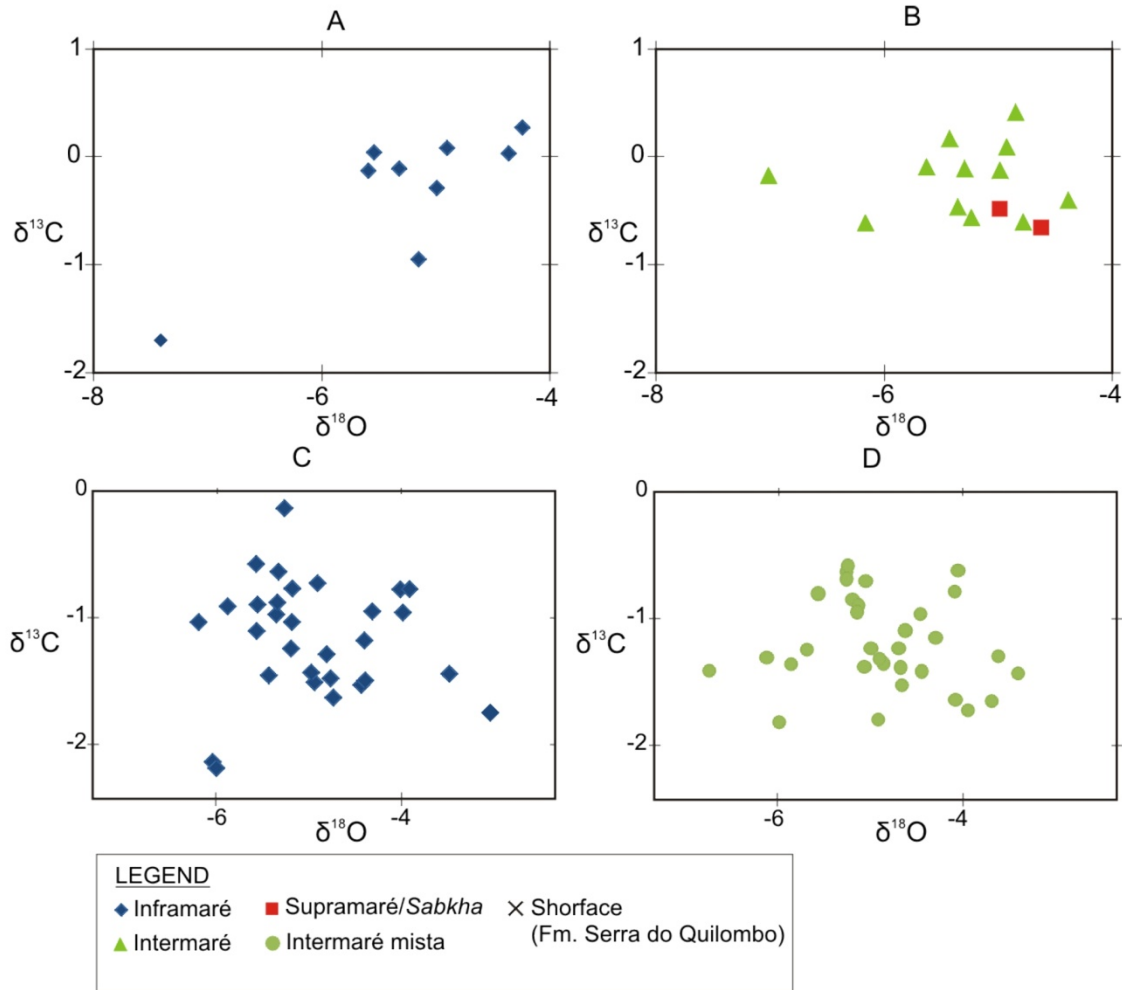 A
B
1
0
δ¹³C
-1
-2
-8
-6
-4
δ¹⁸O
1
0
δ¹³C
-1
-2
-8
-6
-4
δ¹⁸O
C
D
0
-1
δ¹³C
-2
-6
-4
δ¹⁸O
0
-1
δ¹³C
-2
-6
-4
δ¹⁸O
LEGEND
Inframaré
Supramaré/Sabkha
Shorface
(Fm. Serra do Quilombo)
Intermaré
Intermaré mista